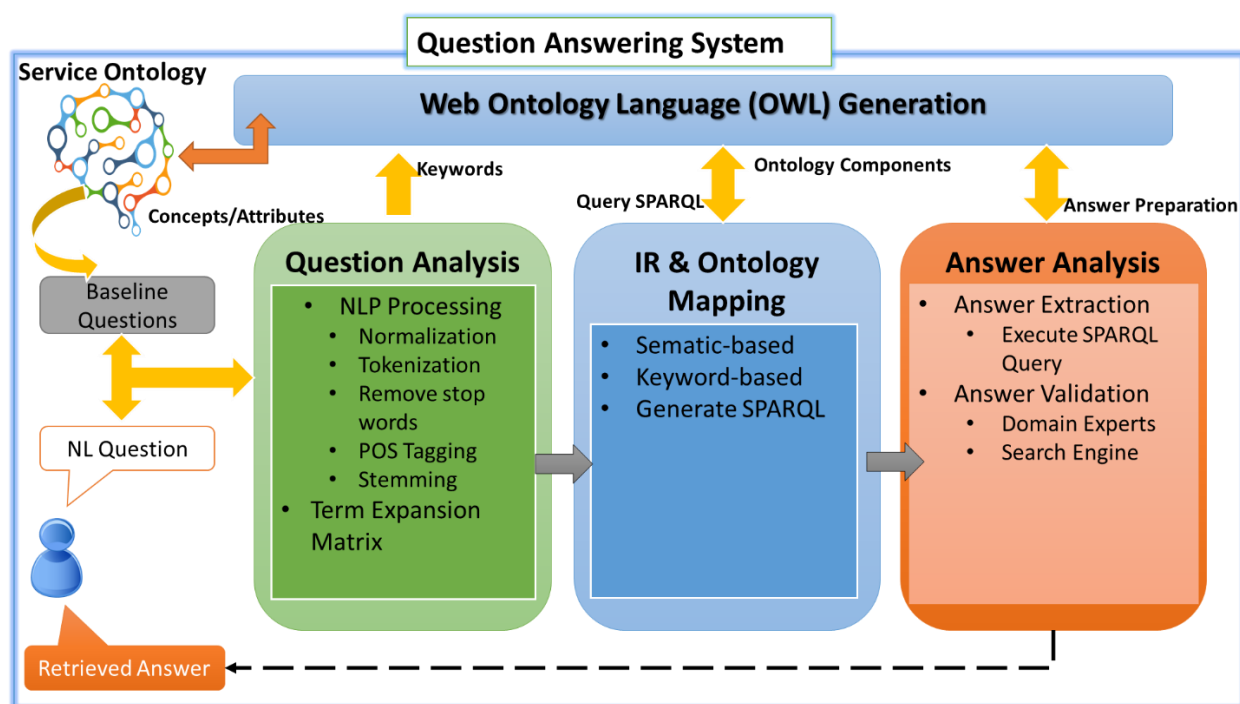 Question Answering System
Service Ontology
Web Ontology Language (OWL) Generation
Keywords
Ontology Components
Query SPARQL
Answer Preparation
Concepts/Attributes
Baseline
Questions
NL Question
Retrieved Answer
Question Analysis
• NLP Processing
• Normalization
• Tokenization
• Remove stop
words
• POS Tagging
• Stemming
• Term Expansion
Matrix
IR & Ontology
Mapping
• Sematic-based
• Keyword-based
• Generate SPARQL
Answer Analysis
• Answer Extraction
• Execute SPARQL
Query
• Answer Validation
• Domain Experts
• Search Engine